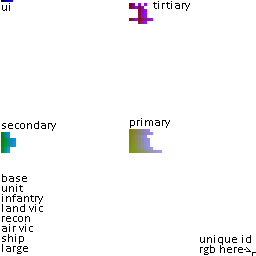 ui
tirtiary
secondary
primary
base
unit
infantry
land vic
recon
air vic
ship
large
unique id
rgb here